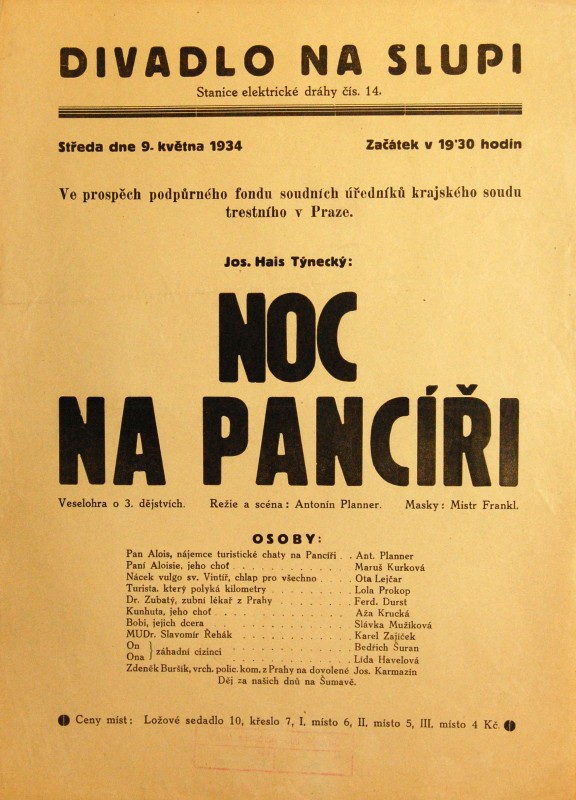 DIVADLO NA SLUPI
Stanice elektrické dráhy čís. 14.
Středa dne 9. května 1934 Začátek v 19'30 hodin
Ve prospěch podpůrného fondu soudních úředníků krajského soudu
trestního v Praze.
Jos. Hais Týnecký:
NOC
NA PANCÍŘI
Veselohra o 3. dějstvích. Režie a scéna: Antonín Planner. Masky: Mistr Frankl.
OSOBY:
Pan Alois, nájemce turistické chaty na Pancíři . . Ant. Planner
Paní Aloisie, jeho choť . . . . . . . . . . . . Maruš Kurková
Nácek vulgo sv. Vintíř, chlap pro všechno . . . . Ota Lejčar
Turista. který polyká kilometry . . . . . . . . Lola Prokop
Dr. Zubatý, zubní lékař z Prahy . . . . . . . . Ferd. Durst
Kunhuta, jeho choť . . . . . . . . . . . . . . Aža Krucká
Bobi, jejich dcera . . . . . . . . . . . . . . Slávka Mužíková
MUDr. Slavomír Řehák . . . . . . . . . . . . Karel Zajíček
On } záhadní cizinci . . . . . . . . . . . . Bedřich Šuran
Ona } Lída Havelová
Zdeněk Buršík, vrch. polic. kom. z Prahy na dovolené Jos. Karmazín
Děj za našich dnů na Šumavě.
Ceny míst: Ložové sedadlo 10, křeslo 7, I. místo 6, II. místo 5, III. místo 4 Kč.